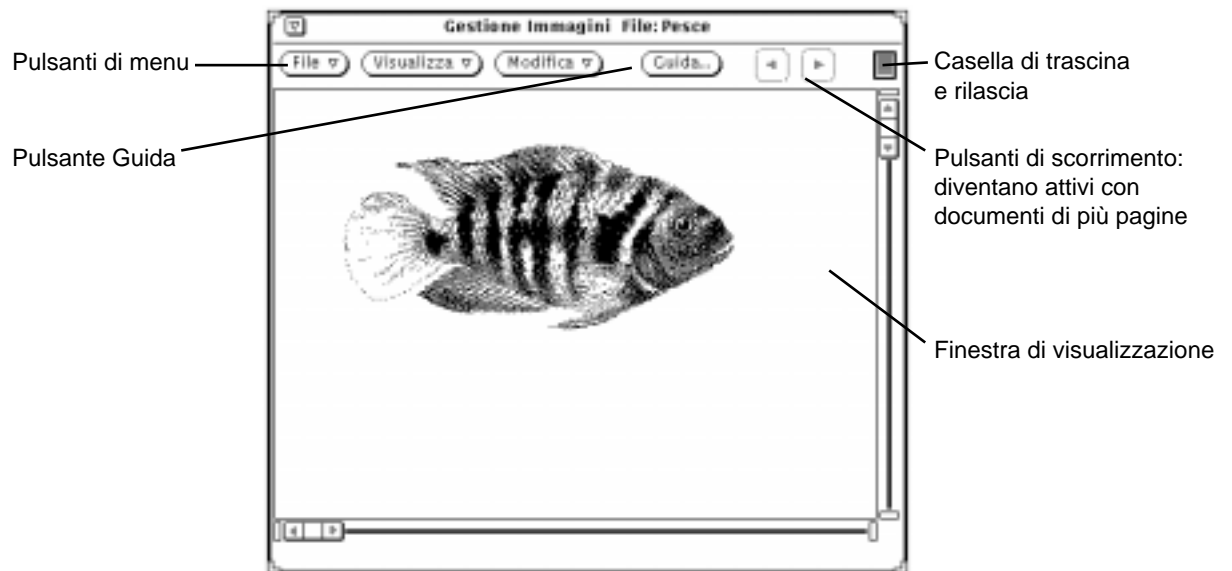 Gestione Immagini File: Pesce
Pulsanti di menu
File
Visualizza
Modifica
Guida...
Casella di trascina
e rilascia
Pulsante Guida
Pulsanti di scorrimento:
diventano attivi con
documenti di più pagine
Finestra di visualizzazione